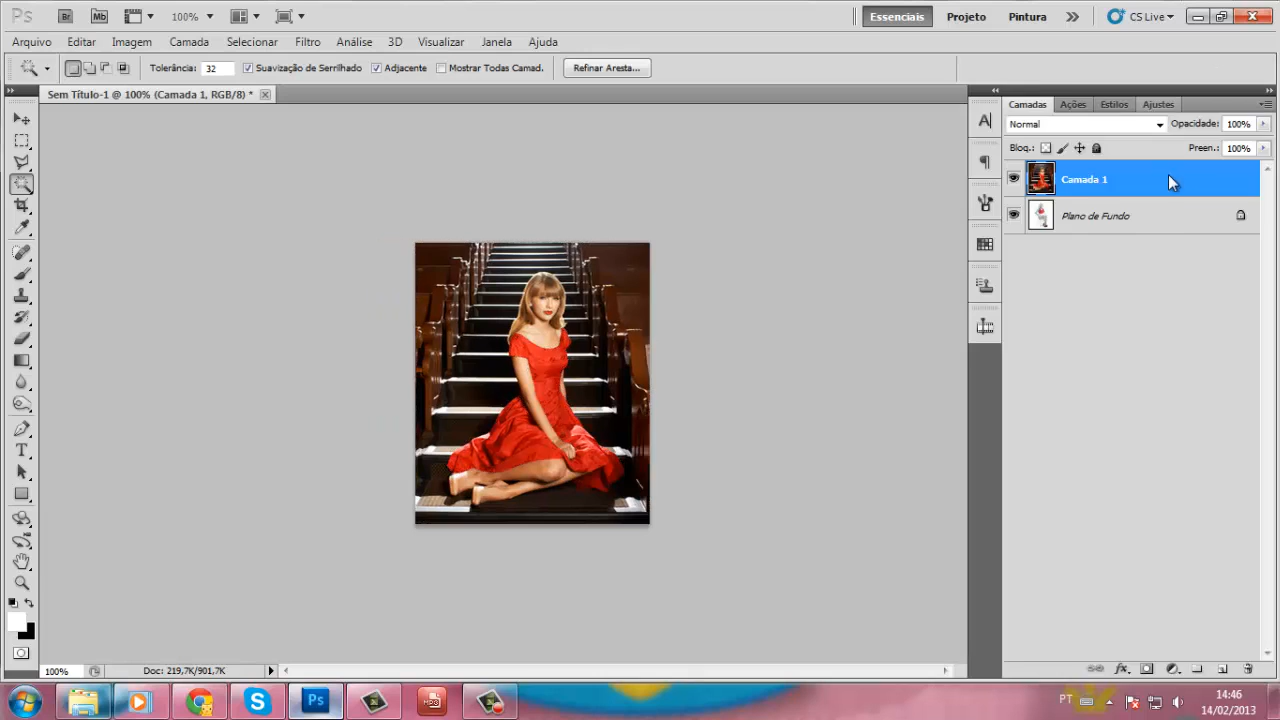 Ps Br Mb 100% Essenciais Projeto Pintura CS Live
Arquivo Editar Imagem Camada Selecionar Filtro Análise 3D Visualizar Janela Ajuda
Tolerância: 32 Suavização de Serrilhado Adjacente Mostrar Todas Camad. Refinar Aresta...
Sem Título-1 @ 100% (Camada 1, RGB/8) *
Camadas Ações Estilos Ajustes
Normal Opacidade: 100%
Bloq.: Preen.: 100%
Camada 1
Plano de Fundo
100% Doc: 219,7K/901,7K
Ps PT 14:46
14/02/2013